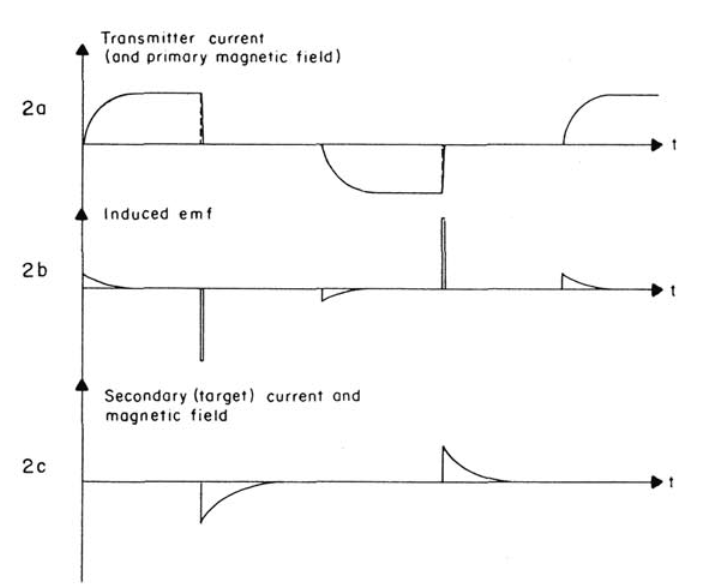 Transmitter current
(and primary magnetic field)
2a
t
Induced emf
2b
t
Secondary (target) current and
magnetic field
2c
t